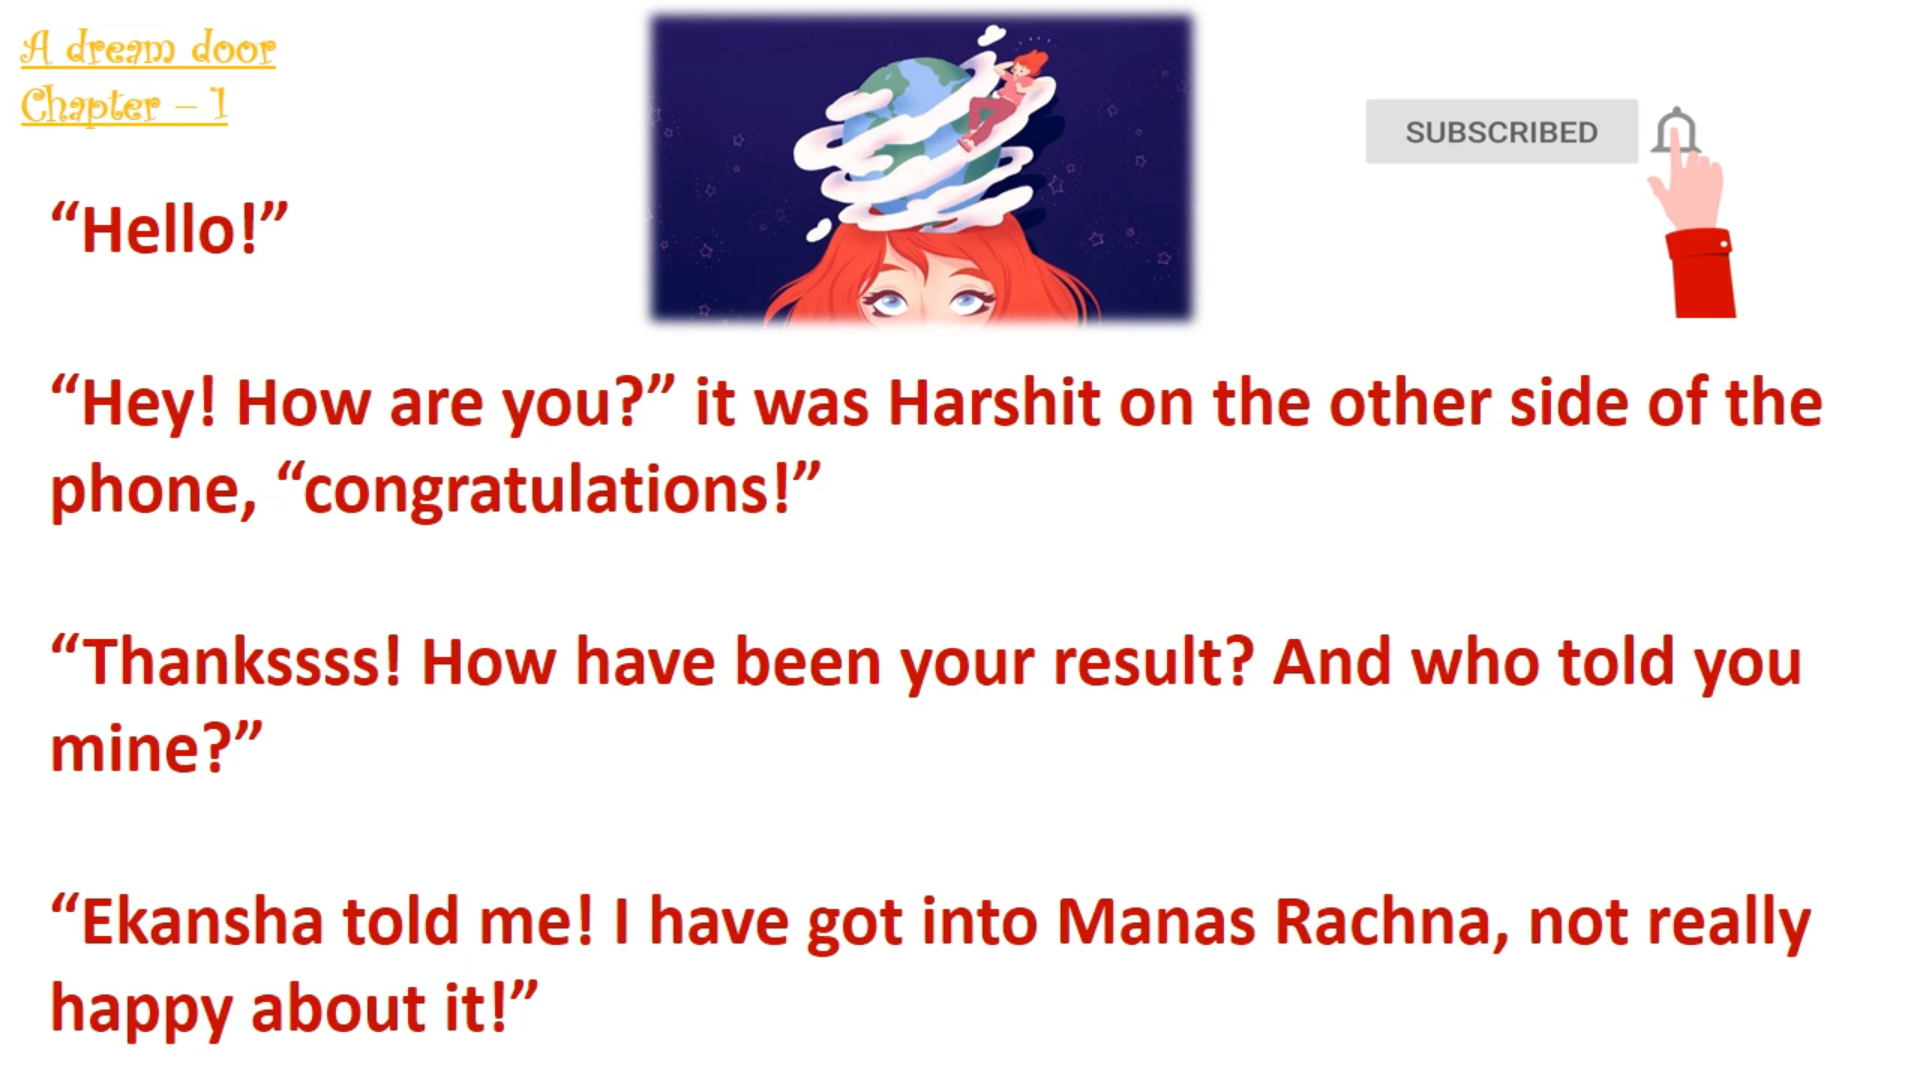 A dream door
Chapter – 1
SUBSCRIBED
“Hello!”
“Hey! How are you?” it was Harshit on the other side of the
phone, “congratulations!”
“Thankssss! How have been your result? And who told you
mine?”
“Ekansha told me! I have got into Manas Rachna, not really
happy about it!”